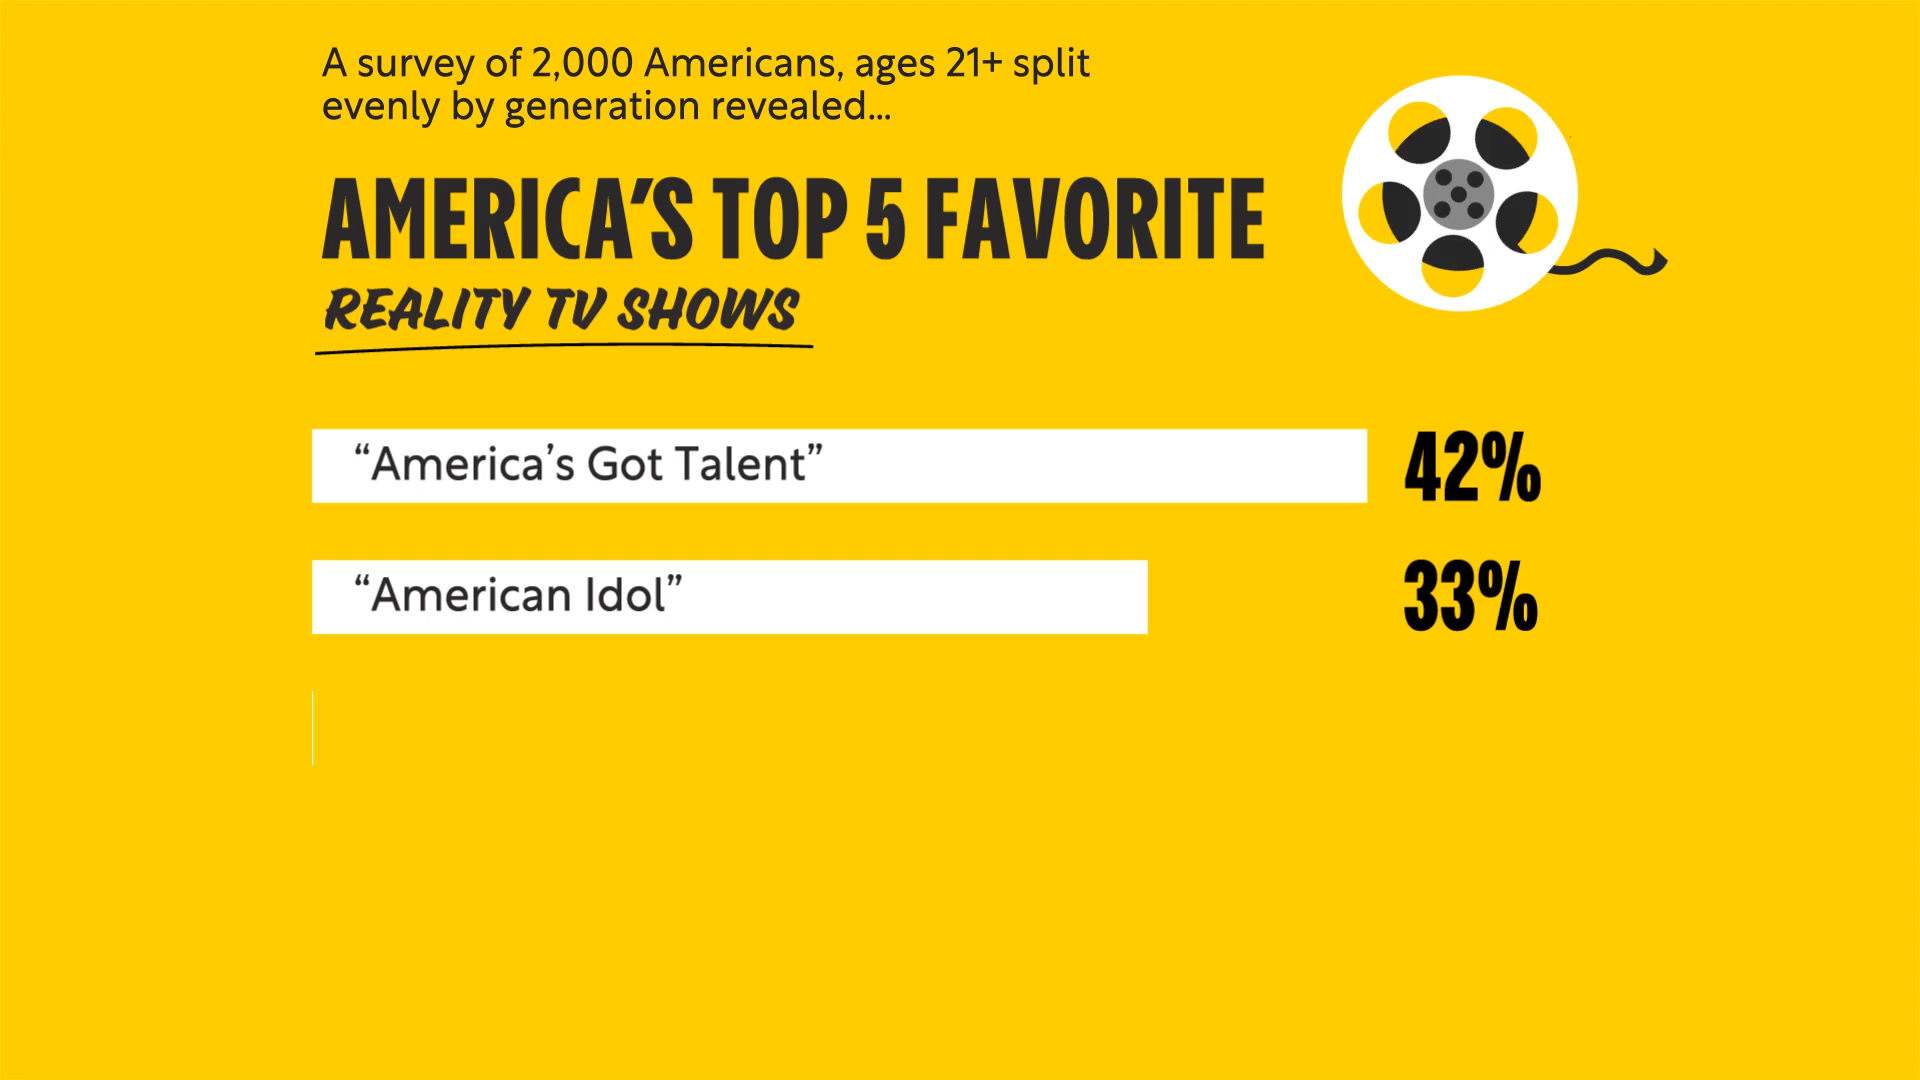 A survey of 2,000 Americans, ages 21+ split
evenly by generation revealed...
AMERICA’S TOP 5 FAVORITE
REALITY TV SHOWS
“America’s Got Talent” 42%
“American Idol” 33%